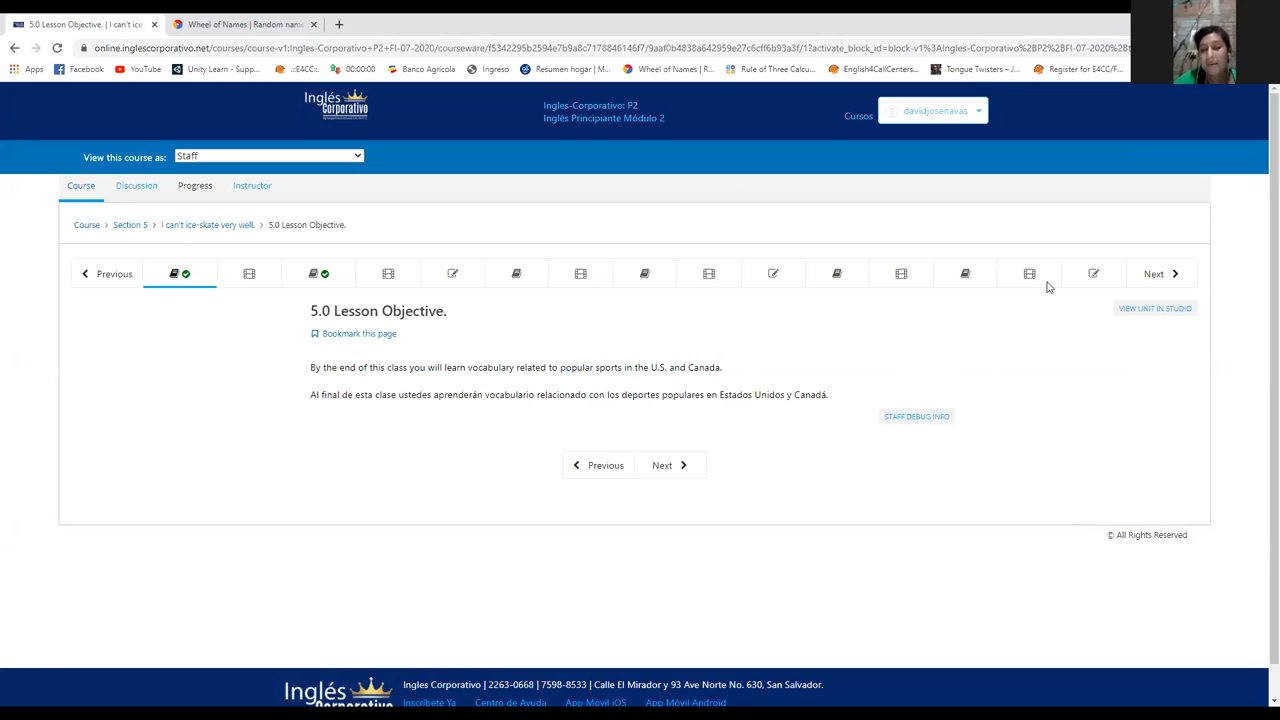 5.0 Lesson Objective. | I can't ice
Wheel of Names | Random nam
online.inglescorporativo.net/courses/course-v1:Ingles-Corporativo+P2+FI-07-2020/courseware/f5342295b2594e7b9a8c7178846146f7/9aaf0b4838a642959e27c6cff6b93a3f/1?activate_block_id=block-v1%3AIngles-Corporativo%2BP2%2BFI-07-2020%2Bt
Apps Facebook YouTube Unity Learn - Supp... .::E4CC:. 00:00:00 Banco Agrícola Ingreso Resumen hogar | M... Wheel of Names | R... Rule of Three Calcu... English4CallCenters... Tongue Twisters – J... Register for E4CC/F
Inglés Corporativo
Ingles-Corporativo: P2
Inglés Principiante Módulo 2
Cursos davidjosenavas
View this course as: Staff
Course Discussion Progress Instructor
Course > Section 5 > I can't ice-skate very well. > 5.0 Lesson Objective.
Previous Next
5.0 Lesson Objective.
VIEW UNIT IN STUDIO
Bookmark this page
By the end of this class you will learn vocabulary related to popular sports in the U.S. and Canada.
Al final de esta clase ustedes aprenderán vocabulario relacionado con los deportes populares en Estados Unidos y Canadá.
STAFF DEBUG INFO
Previous Next
© All Rights Reserved
Inglés Corporativo
Ingles Corporativo | 2263-0668 | 7598-8533 | Calle El Mirador y 93 Ave Norte No. 630, San Salvador.
Inscríbete Ya Centro de Ayuda App Móvil iOS App Móvil Android